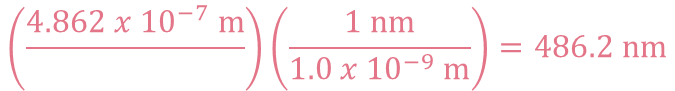 (4.862 x 10⁻⁷ m / ) (1 nm / 1.0 x 10⁻⁹ m) = 486.2 nm